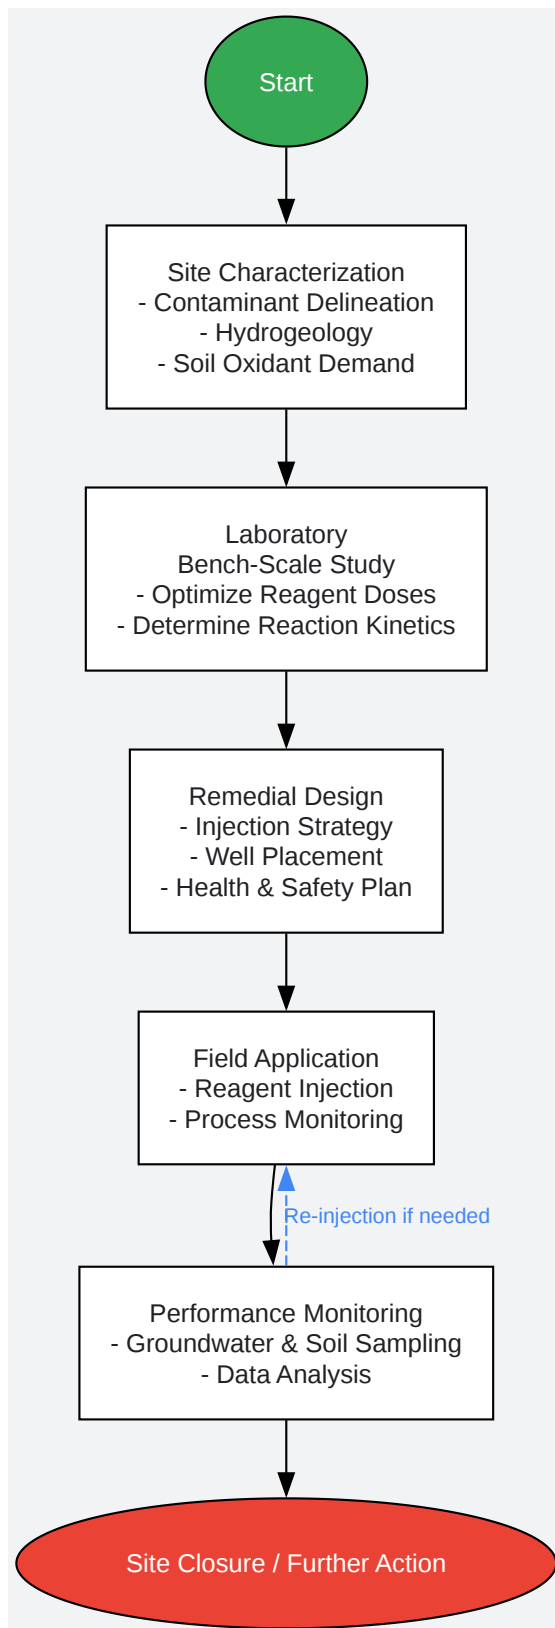 Start
Site Characterization
- Contaminant Delineation
- Hydrogeology
- Soil Oxidant Demand
Laboratory
Bench-Scale Study
- Optimize Reagent Doses
- Determine Reaction Kinetics
Remedial Design
- Injection Strategy
- Well Placement
- Health & Safety Plan
Field Application
- Reagent Injection
- Process Monitoring
Re-injection if needed
Performance Monitoring
- Groundwater & Soil Sampling
- Data Analysis
Site Closure / Further Action